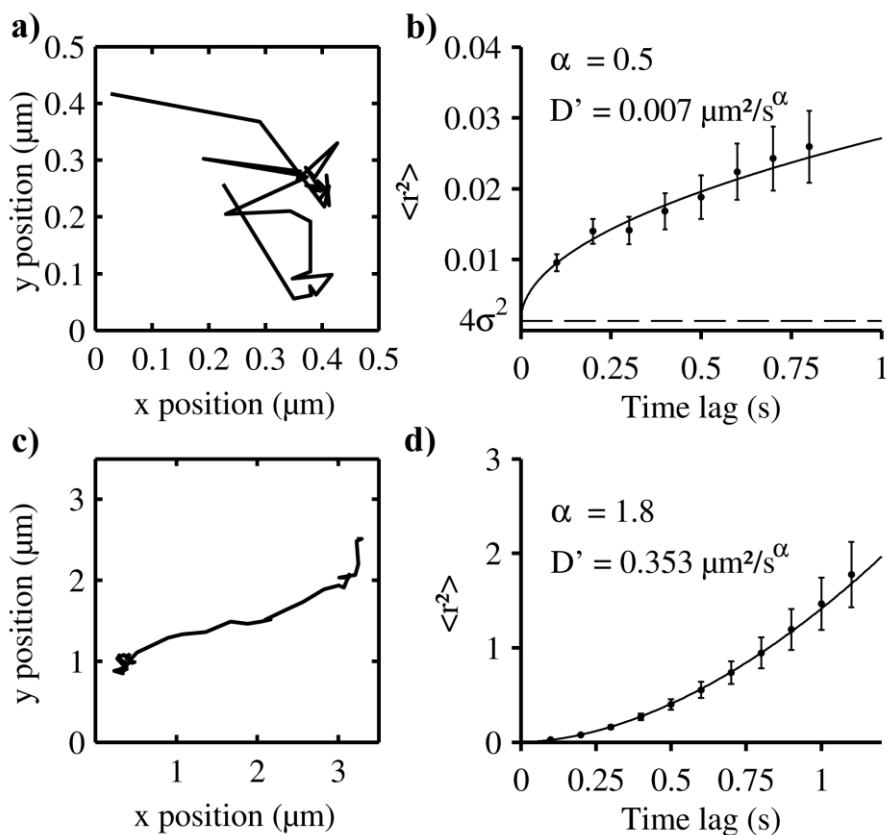 a)
0.5
0.4
0.3
0.2
0.1
0
y position (μm)
0 0.1 0.2 0.3 0.4 0.5
x position (μm)
b)
0.04
0.03
0.02
0.01
4σ²
<r²>
α = 0.5
D’ = 0.007 μm²/s^α
0 0.25 0.5 0.75 1
Time lag (s)
c)
3
2
1
0
y position (μm)
1 2 3
x position (μm)
d)
3
2
1
0
<r²>
α = 1.8
D’ = 0.353 μm²/s^α
0 0.25 0.5 0.75 1
Time lag (s)